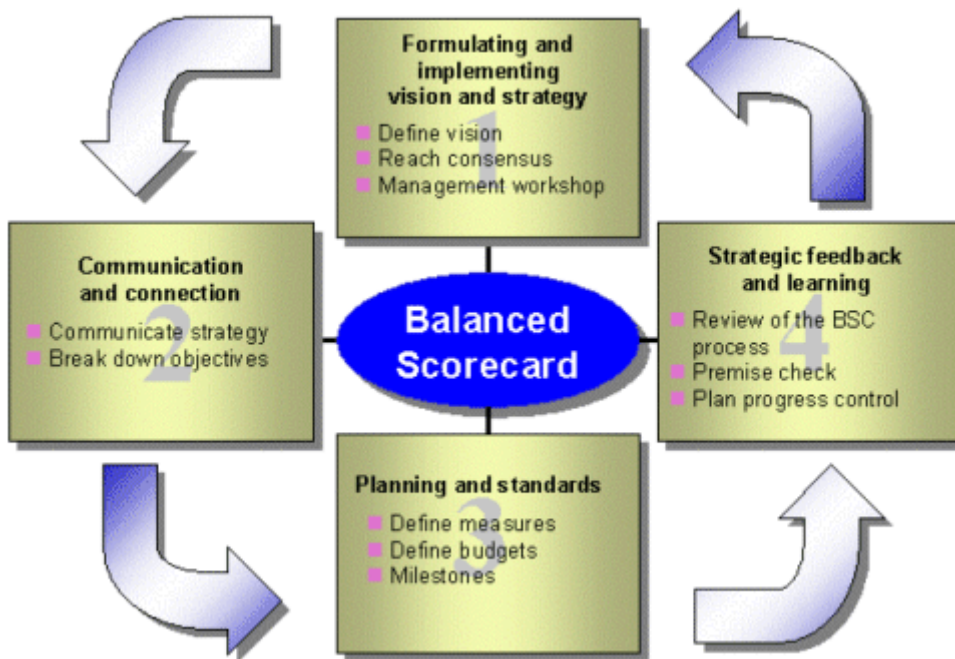 Formulating and
implementing
vision and strategy
1
Define vision
Reach consensus
Management workshop
Communication
and connection
2
Communicate strategy
Break down objectives
Balanced
Scorecard
Strategic feedback
and learning
4
Review of the BSC
process
Premise check
Plan progress control
Planning and standards
3
Define measures
Define budgets
Milestones